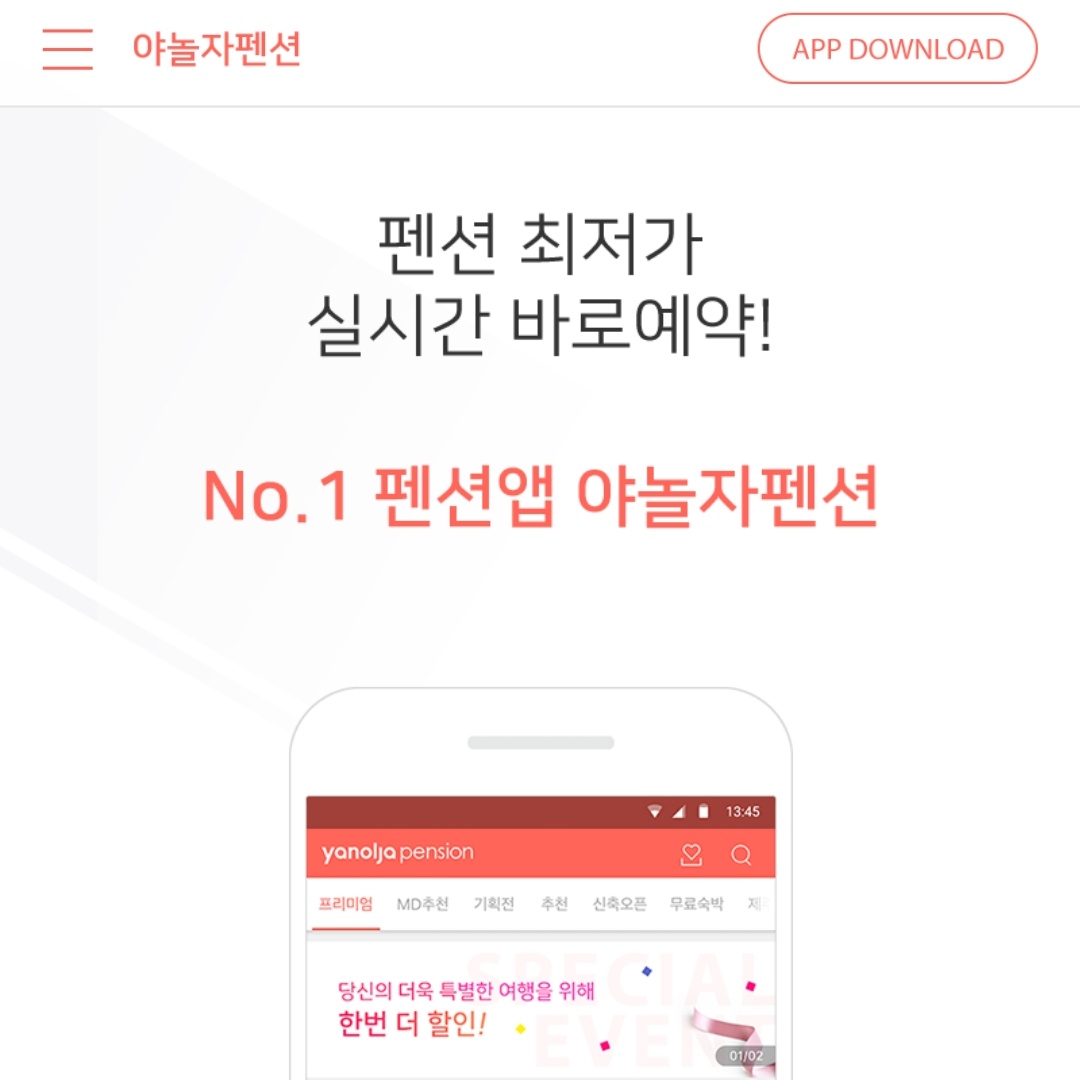 야놀자펜션
APP DOWNLOAD
펜션 최저가
실시간 바로예약!
No.1 펜션앱 야놀자펜션
13:45
yanolja pension
프리미엄 MD추천 기획전 추천 신축오픈 무료숙박
SPECIAL
EVENT
당신의 더욱 특별한 여행을 위해
한번 더 할인!
01/02